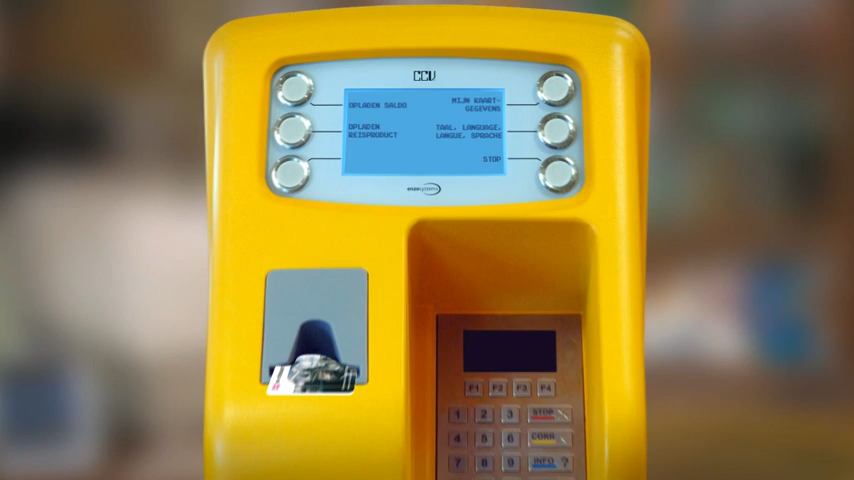 CCV
OPLADEN SALDO
MIJN KAART-
GEGEVENS
OPLADEN
REISPRODUCT
TAAL, LANGUAGE,
LANGUE, SPRACHE
STOP
F1 F2 F3 F4
1 2 3 STOP
4 5 6 CORR
7 8 9 INFO ?